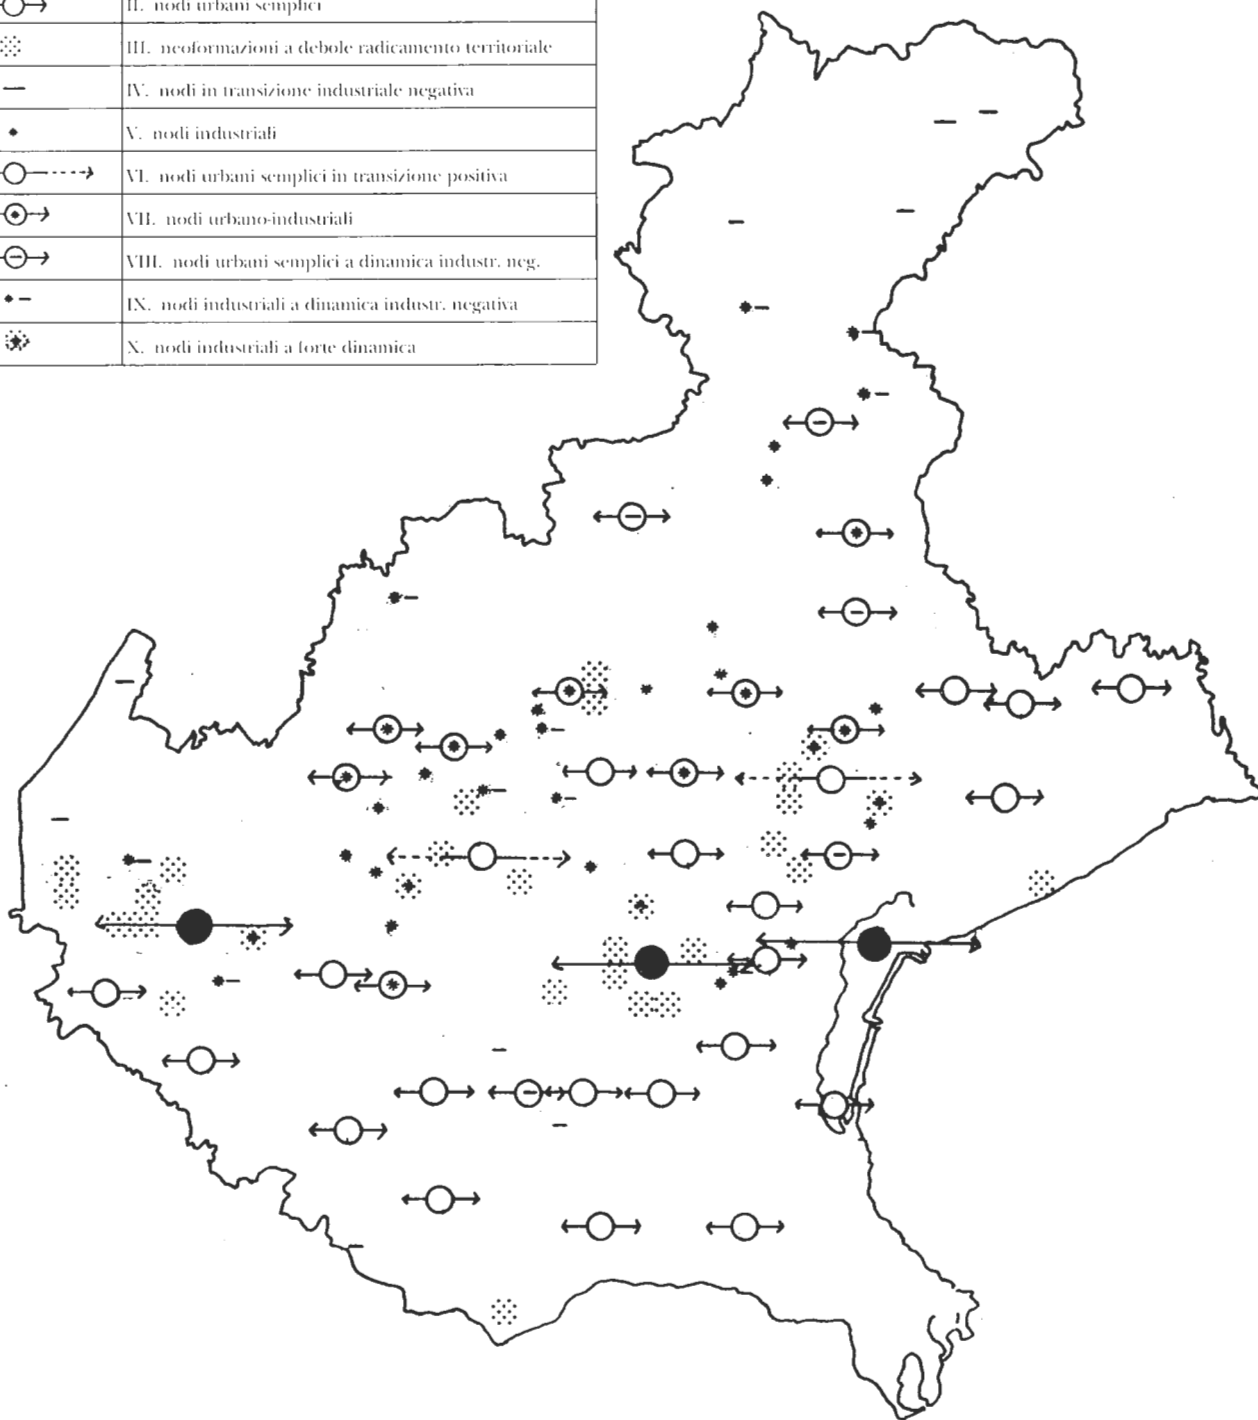 II. nodi urbani semplici
III. neoformazioni a debole radicamento territoriale
IV. nodi in transizione industriale negativa
V. nodi industriali
VI. nodi urbani semplici in transizione positiva
VII. nodi urbano-industriali
VIII. nodi urbani semplici a dinamica industr. neg.
IX. nodi industriali a dinamica industr. negativa
X. nodi industriali a forte dinamica